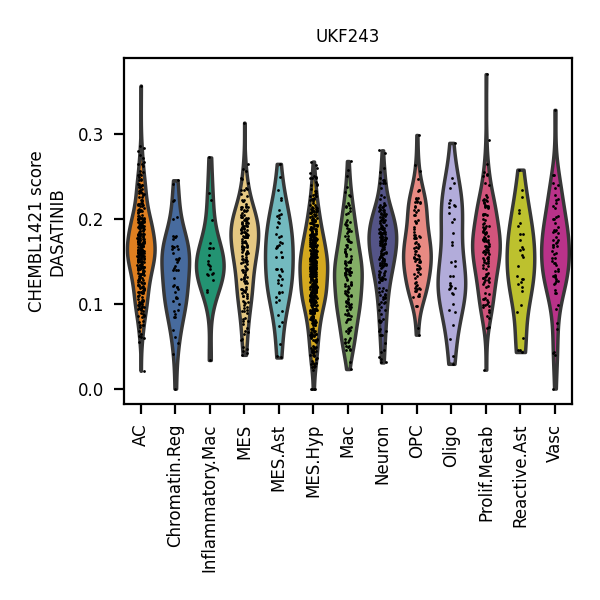 UKF243
CHEMBL1421 score
DASATINIB
0.3
0.2
0.1
0.0
AC
Chromatin.Reg
Inflammatory.Mac
MES
MES.Ast
MES.Hyp
Mac
Neuron
OPC
Oligo
Prolif.Metab
Reactive.Ast
Vasc